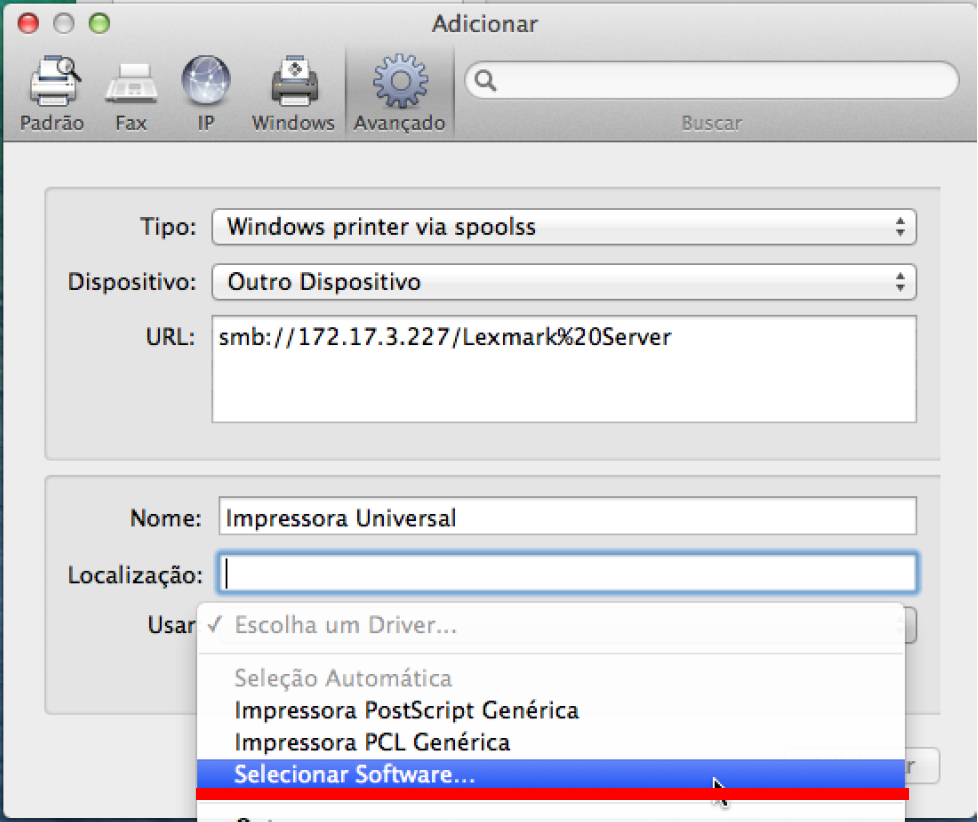 Adicionar
Padrão Fax IP Windows Avançado Buscar
Tipo: Windows printer via spoolss
Dispositivo: Outro Dispositivo
URL: smb://172.17.3.227/Lexmark%20Server
Nome: Impressora Universal
Localização:
Usar ✓ Escolha um Driver...
Seleção Automática
Impressora PostScript Genérica
Impressora PCL Genérica
Selecionar Software...